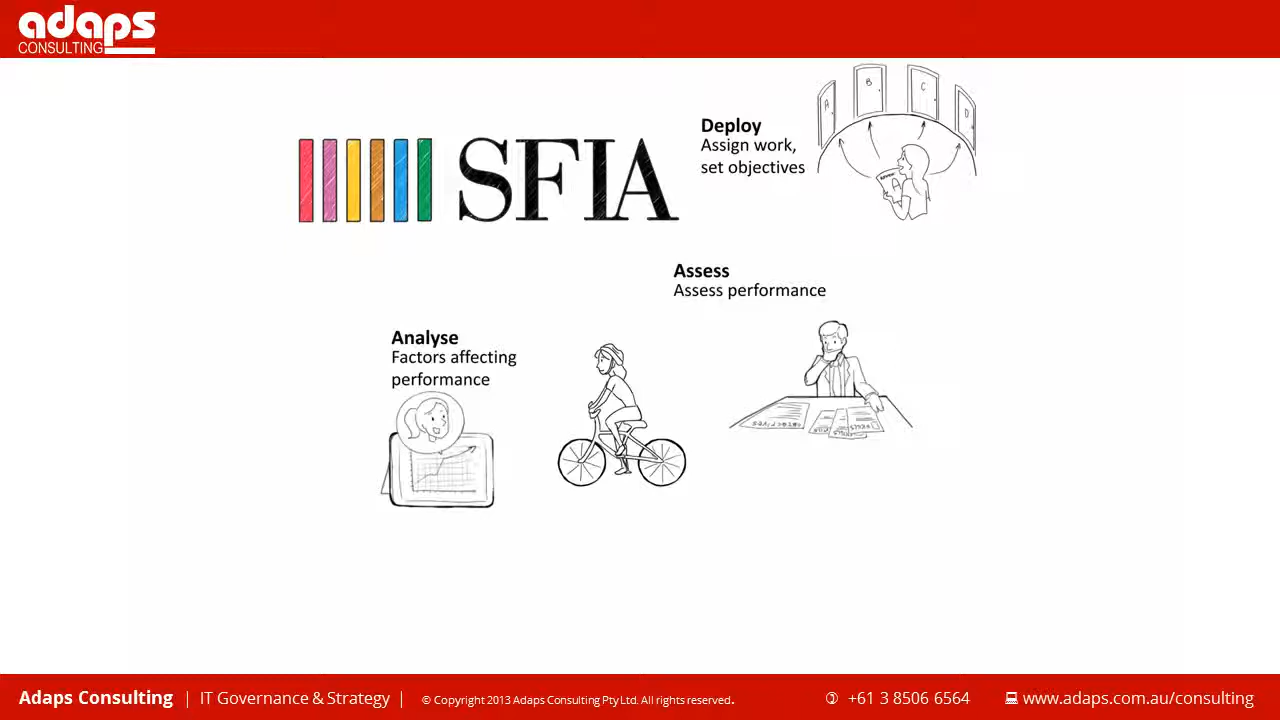 adaps
CONSULTING
SFIA
Deploy
Assign work,
set objectives
A
B
C
D
Assess
Assess performance
Analyse
Factors affecting
performance
Adaps Consulting | IT Governance & Strategy | © Copyright 2013 Adaps Consulting Pty Ltd. All rights reserved. +61 3 8506 6564 www.adaps.com.au/consulting